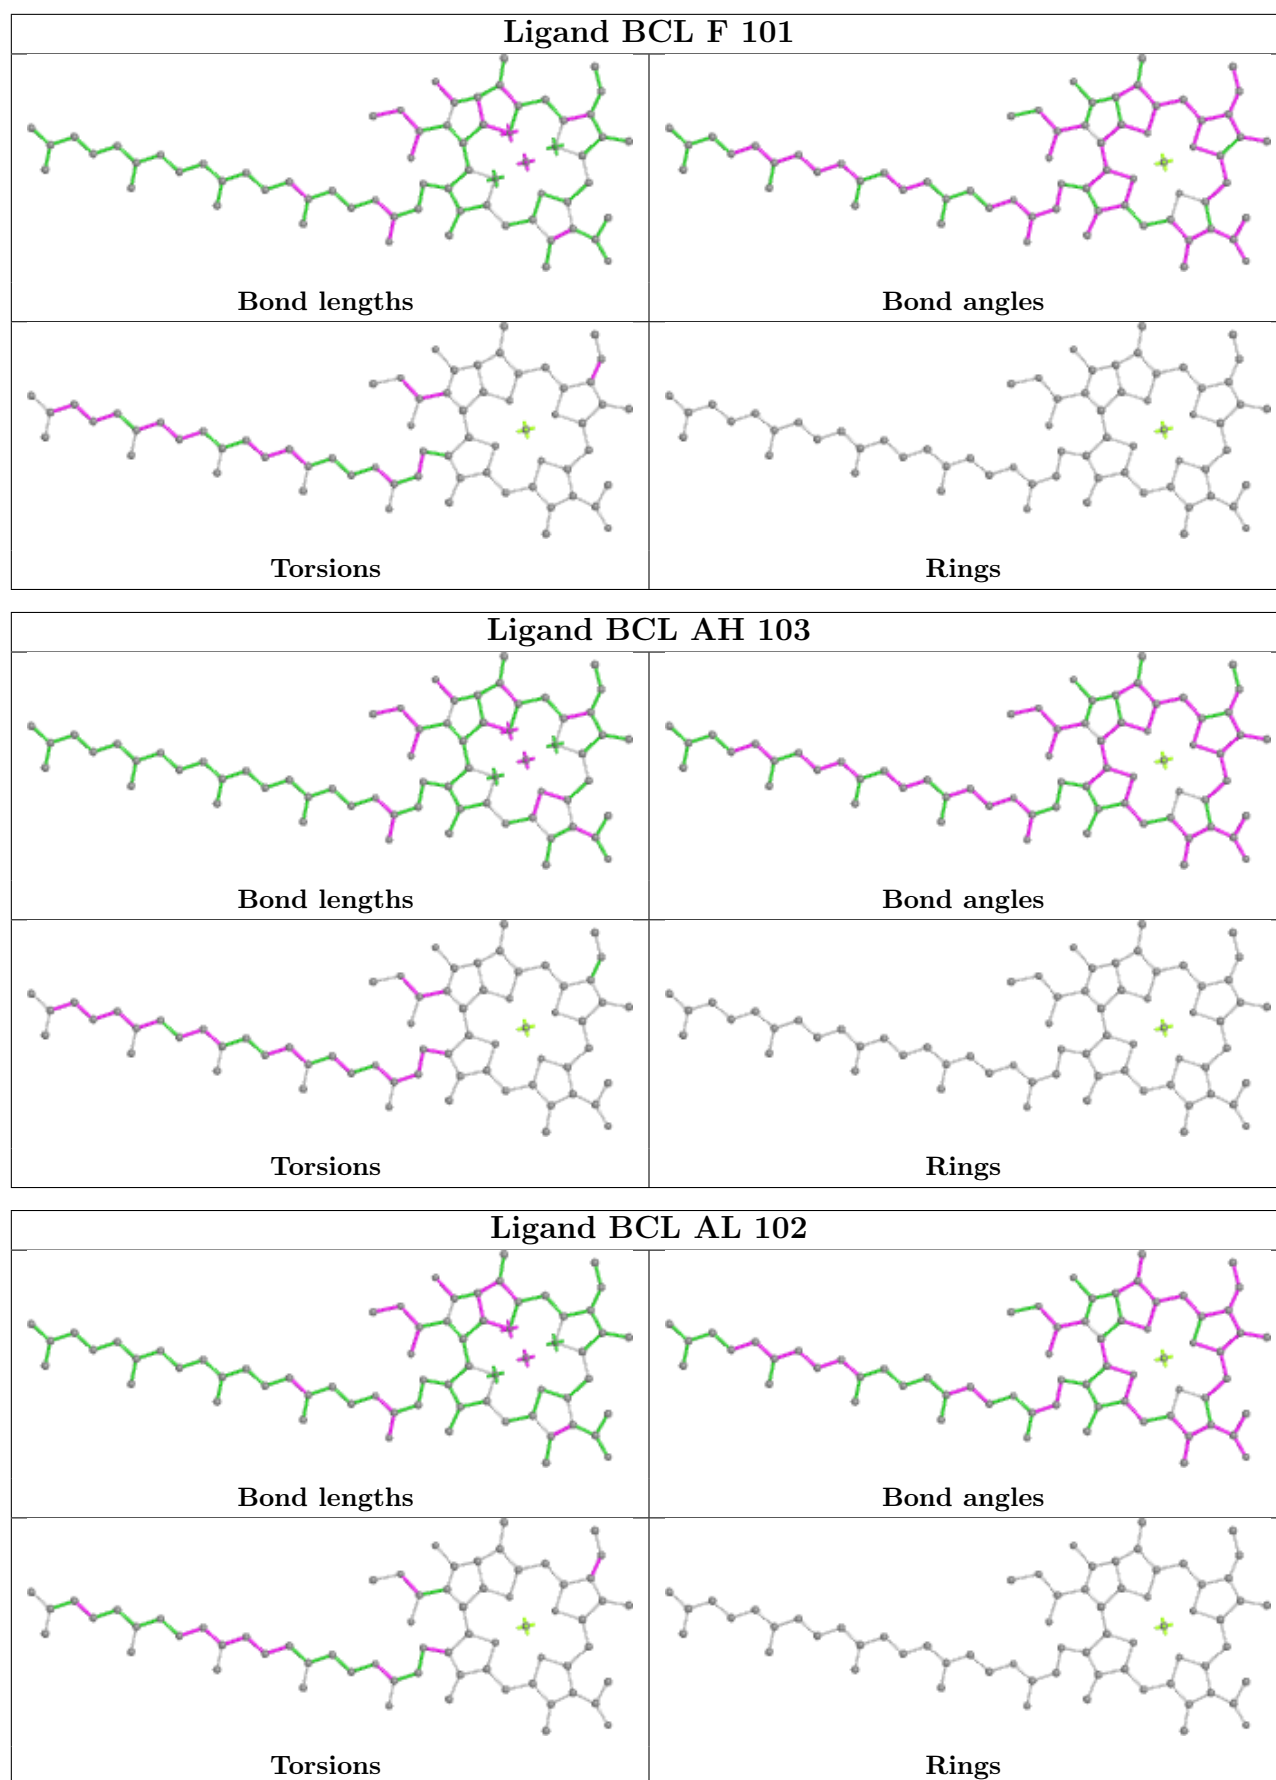 Ligand BCL F 101
Bond lengths
Bond angles
Torsions
Rings
Ligand BCL AH 103
Bond lengths
Bond angles
Torsions
Rings
Ligand BCL AL 102
Bond lengths
Bond angles
Torsions
Rings